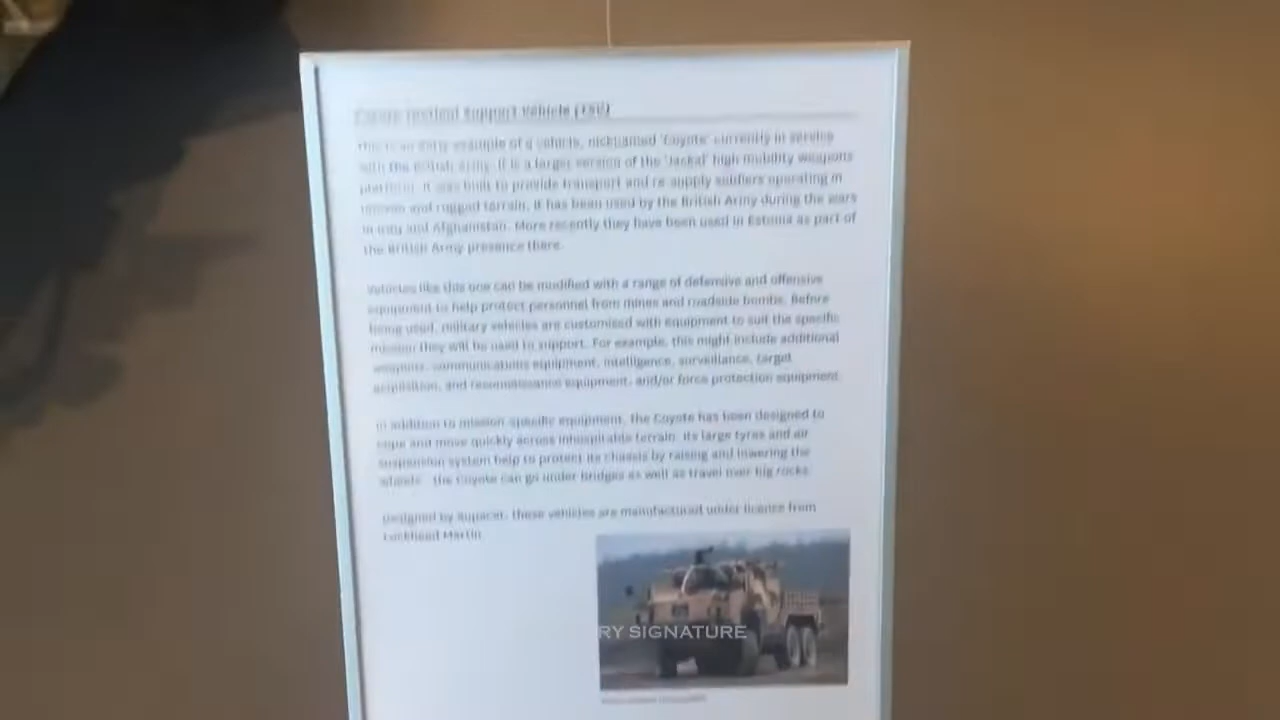 Coyote Tactical Support Vehicle (TSV)
This is an early example of a vehicle, nicknamed 'Coyote' currently in service
with the British Army. It is a larger version of the 'Jackal' high mobility weapons
platform. It was built to provide transport and re-supply soldiers operating in
remote and rugged terrain. It has been used by the British Army during the wars
in Iraq and Afghanistan. More recently they have been used in Estonia as part of
the British Army presence there.
Vehicles like this one can be modified with a range of defensive and offensive
equipment to help protect personnel from mines and roadside bombs. Before
being used, military vehicles are customised with equipment to suit the specific
mission they will be used to support. For example, this might include additional
weapons, communications equipment, intelligence, surveillance, target
acquisition, and reconnaissance equipment, and/or force protection equipment.
In addition to mission specific equipment, the Coyote has been designed to
cope and move quickly across inhospitable terrain. Its large tyres and air
suspension system help to protect its chassis by raising and lowering the
wheels - the Coyote can go under bridges as well as travel over big rocks.
Designed by Supacat, these vehicles are manufactured under licence from
Lockheed Martin
RY SIGNATURE